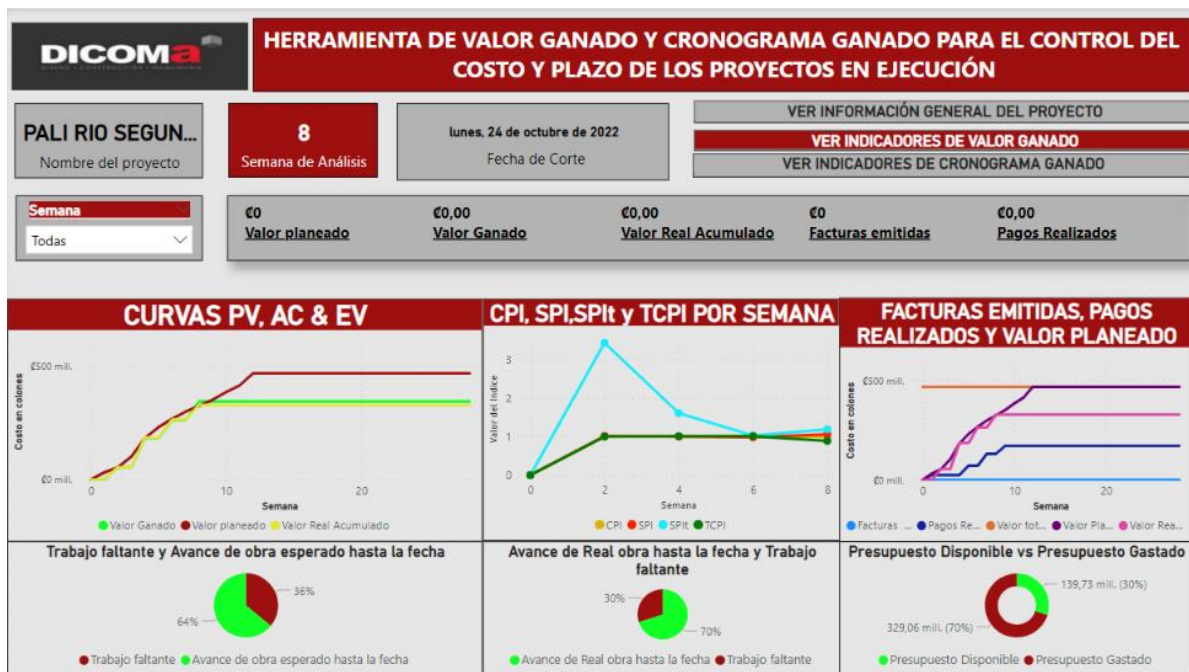 DICOMa
HERRAMIENTA DE VALOR GANADO Y CRONOGRAMA GANADO PARA EL CONTROL DEL
COSTO Y PLAZO DE LOS PROYECTOS EN EJECUCIÓN
PALI RIO SEGUN...
Nombre del proyecto
8
Semana de Análisis
lunes, 24 de octubre de 2022
Fecha de Corte
VER INFORMACIÓN GENERAL DEL PROYECTO
VER INDICADORES DE VALOR GANADO
VER INDICADORES DE CRONOGRAMA GANADO
Semana
Todas
₡0
Valor planeado
₡0,00
Valor Ganado
₡0,00
Valor Real Acumulado
₡0
Facturas emitidas
₡0,00
Pagos Realizados
CURVAS PV, AC & EV
Costo en colones
₡500 mill.
₡0 mill.
0 10 20
Semana
Valor Ganado Valor planeado Valor Real Acumulado
CPI, SPI,SPIt y TCPI POR SEMANA
Valor del Indice
3
2
1
0
0 2 4 6 8
Semana
CPI SPI SPIt TCPI
FACTURAS EMITIDAS, PAGOS
REALIZADOS Y VALOR PLANEADO
Costo en colones
₡500 mill.
₡0 mill.
0 10 20
Semana
Facturas ... Pagos Re... Valor tot... Valor Pla... Valor Rea...
Trabajo faltante y Avance de obra esperado hasta la fecha
36%
64%
Trabajo faltante Avance de obra esperado hasta la fecha
Avance de Real obra hasta la fecha y Trabajo
faltante
30%
70%
Avance de Real obra hasta la fecha Trabajo faltante
Presupuesto Disponible vs Presupuesto Gastado
139,73 mill. (30%)
329,06 mill. (70%)
Presupuesto Disponible Presupuesto Gastado